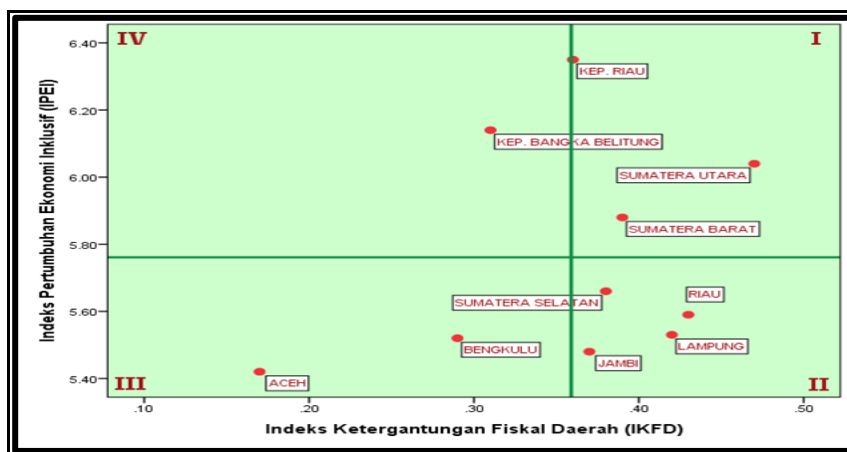 IV
I
6.40
KEP. RIAU
6.20
KEP. BANGKA BELITUNG
6.00
SUMATERA UTARA
SUMATERA BARAT
5.80
RIAU
SUMATERA SELATAN
5.60
LAMPUNG
BENGKULU
JAMBI
III
ACEH
II
5.40
.10
.20
.30
.40
.50
Indeks Pertumbuhan Ekonomi Inklusif (IPEI)
Indeks Ketergantungan Fiskal Daerah (IKFD)